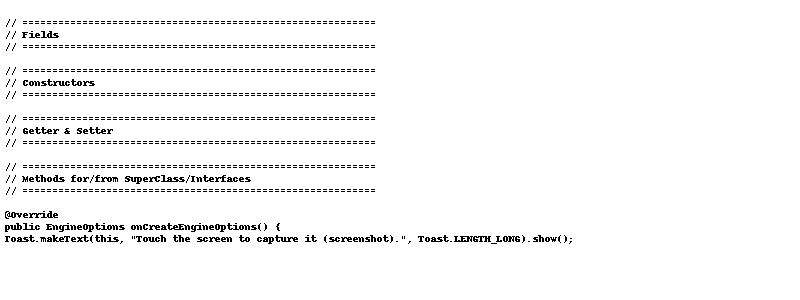 // ===========================================================
// Fields
// ===========================================================
// ===========================================================
// Constructors
// ===========================================================
// ===========================================================
// Getter & Setter
// ===========================================================
// ===========================================================
// Methods for/from SuperClass/Interfaces
// ===========================================================
@Override
public EngineOptions onCreateEngineOptions() {
Toast.makeText(this, "Touch the screen to capture it (screenshot).", Toast.LENGTH_LONG).show();